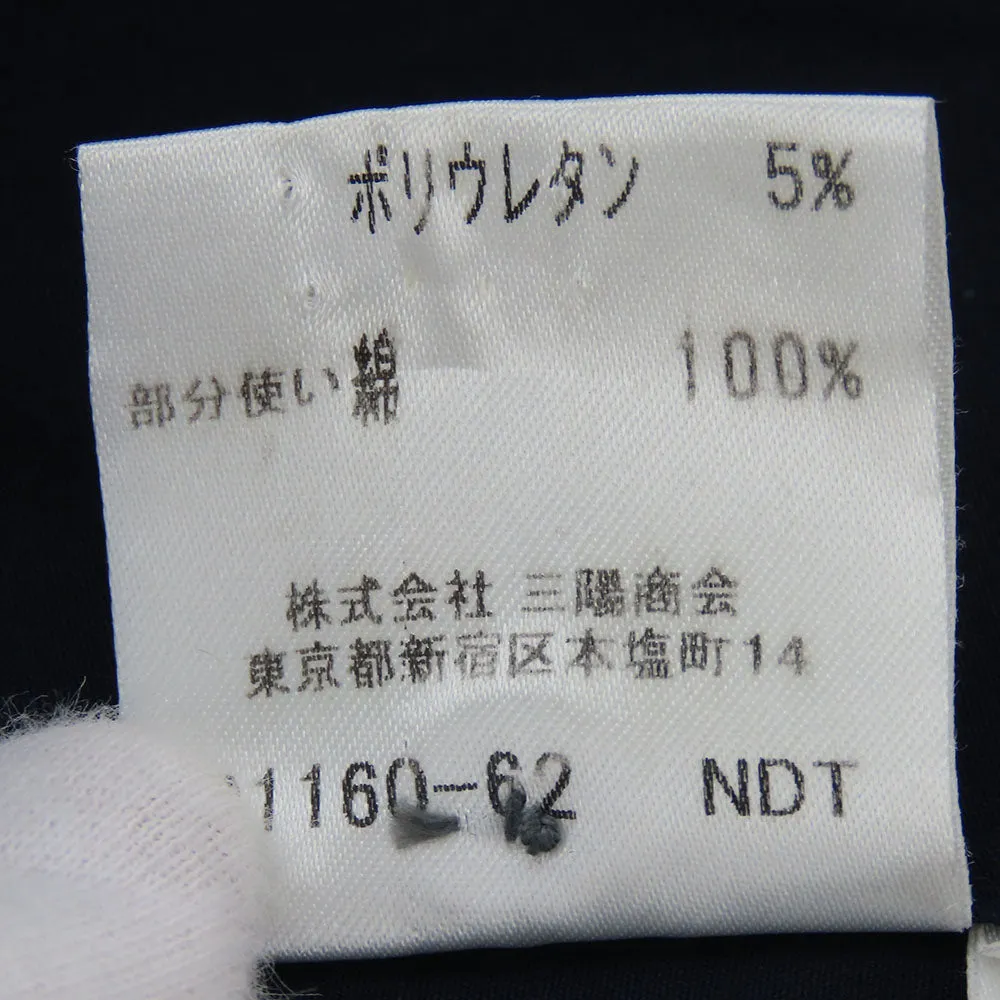 ポリウレタン 5%
部分使い 綿 100%
株式会社 三陽商会
東京都新宿区本塩町14
1160-62 NDT